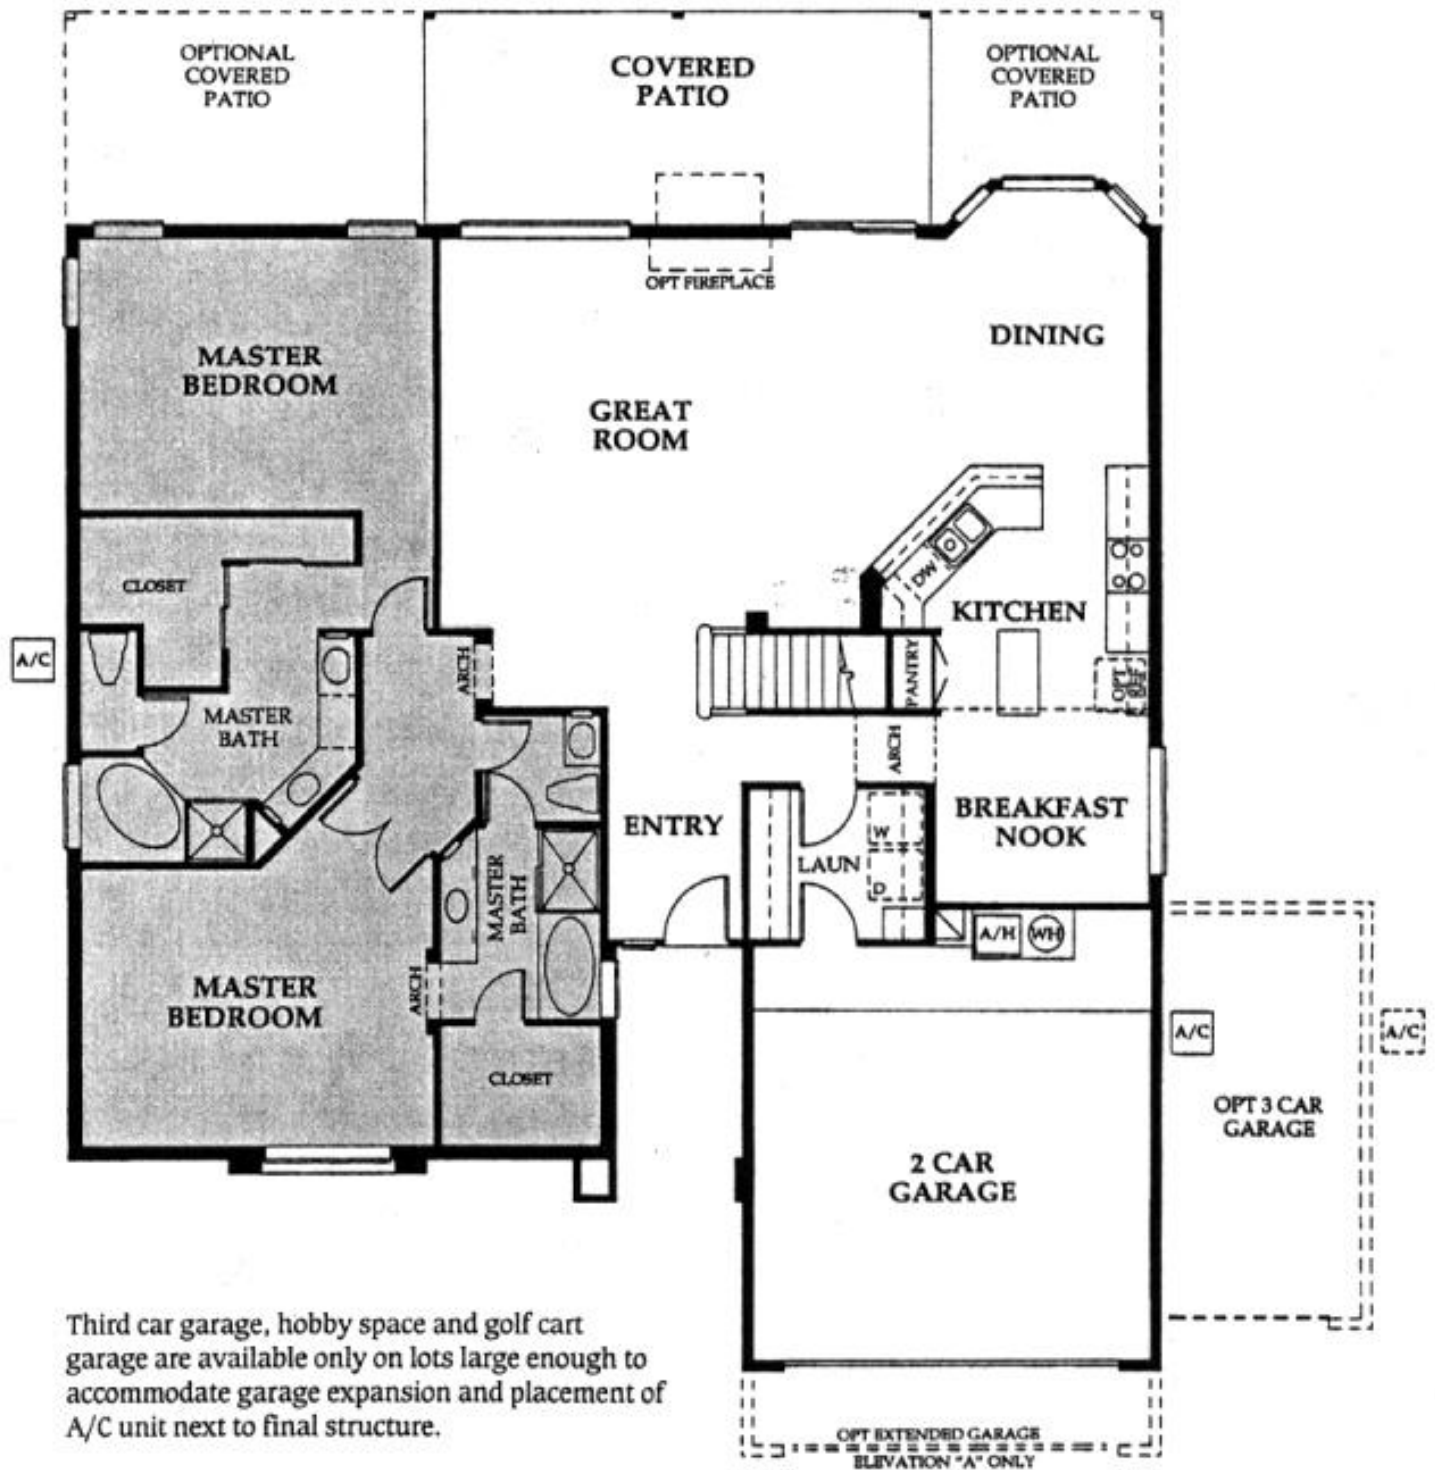 OPTIONAL
COVERED
PATIO
COVERED
PATIO
OPTIONAL
COVERED
PATIO
OPT FIREPLACE
MASTER
BEDROOM
GREAT
ROOM
DINING
CLOSET
DW
KITCHEN
A/C
ARCH
PANTRY
OPT
REF
MASTER
BATH
ARCH
ENTRY
W
LAUN
D
BREAKFAST
NOOK
MASTER
BATH
A/H
WH
MASTER
BEDROOM
ARCH
A/C
A/C
CLOSET
OPT 3 CAR
GARAGE
2 CAR
GARAGE
Third car garage, hobby space and golf cart
garage are available only on lots large enough to
accommodate garage expansion and placement of
A/C unit next to final structure.
OPT EXTENDED GARAGE
ELEVATION "A" ONLY